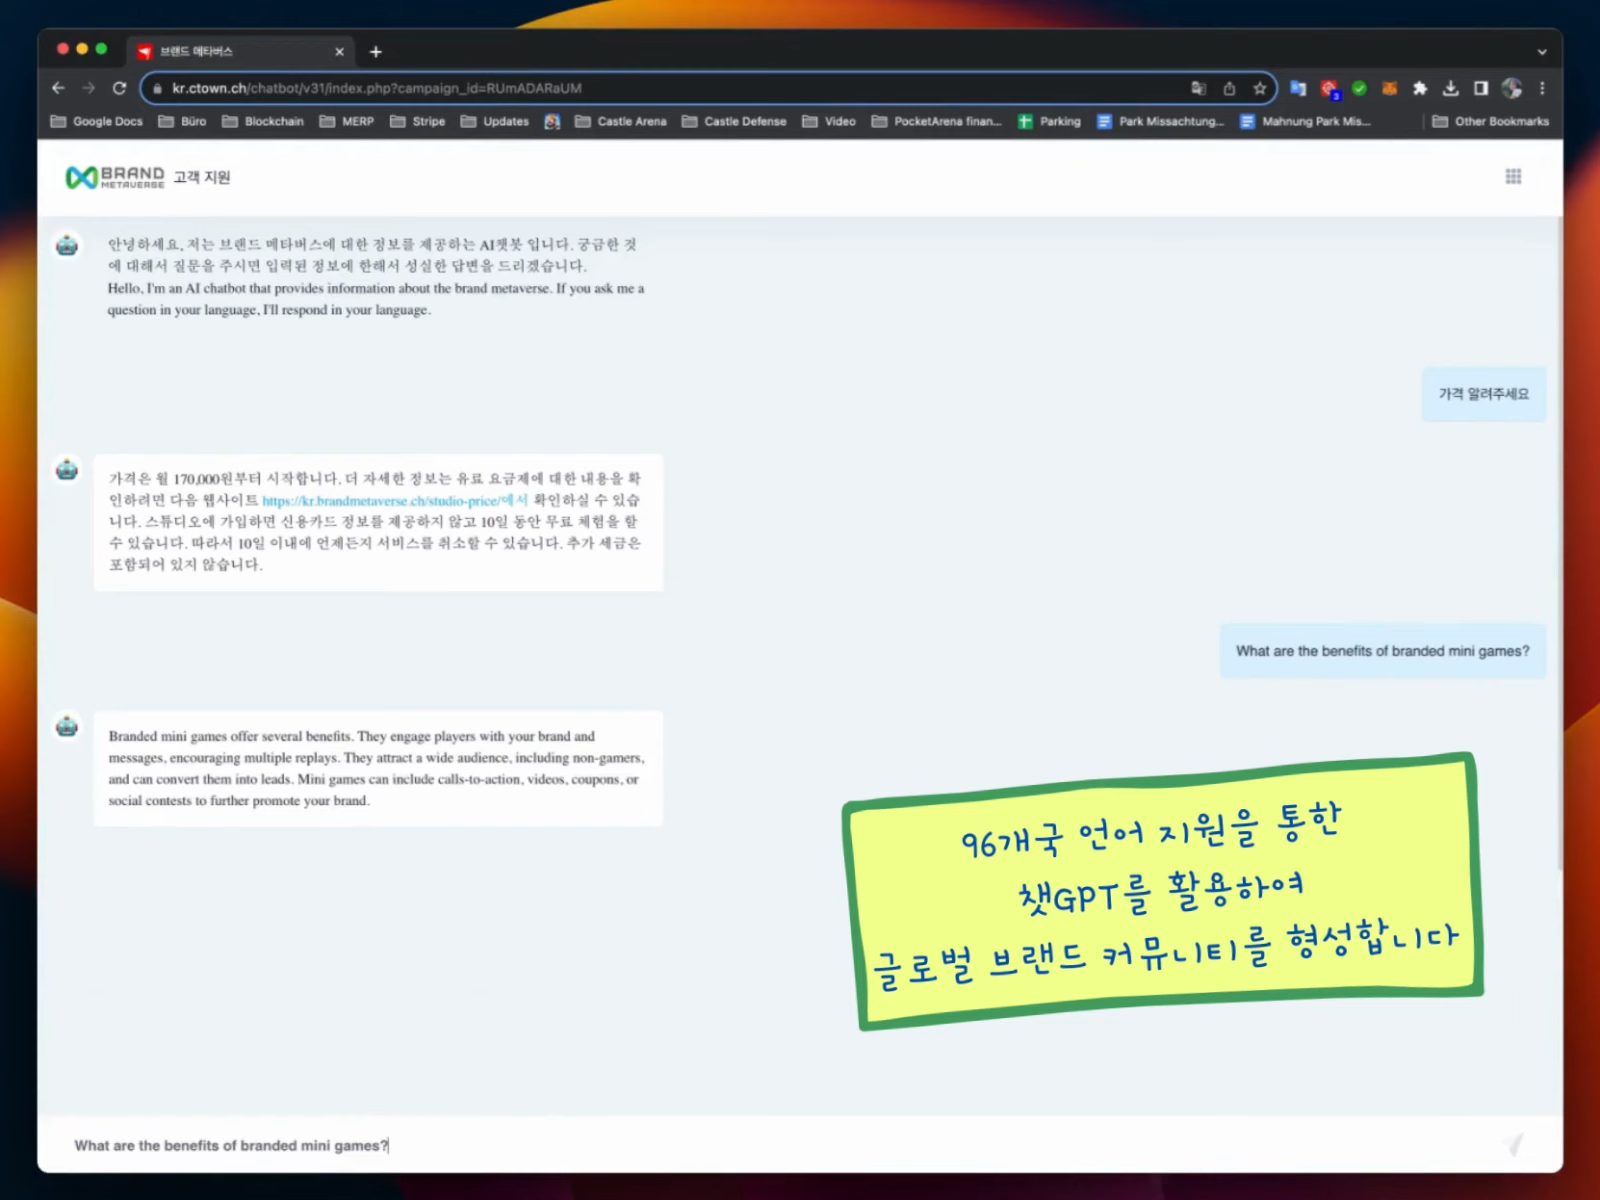 브랜드 메타버스
kr.ctown.ch/chatbot/v31/index.php?campaign_id=RUmADARaUM
Google Docs
Büro
Blockchain
MERP
Stripe
Updates
Castle Arena
Castle Defense
Video
PocketArena finan...
Parking
Park Missachtung...
Mahnung Park Mis...
Other Bookmarks
BRAND
METAVERSE
고객 지원
안녕하세요, 저는 브랜드 메타버스에 대한 정보를 제공하는 AI챗봇 입니다. 궁금한 것
에 대해서 질문을 주시면 입력된 정보에 한해서 성실한 답변을 드리겠습니다.
Hello, I'm an AI chatbot that provides information about the brand metaverse. If you ask me a
question in your language, I'll respond in your language.
가격 알려주세요
가격은 월 170,000원부터 시작합니다. 더 자세한 정보는 유료 요금제에 대한 내용을 확
인하려면 다음 웹사이트 https://kr.brandmetaverse.ch/studio-price/에서 확인하실 수 있습
니다. 스튜디오에 가입하면 신용카드 정보를 제공하지 않고 10일 동안 무료 체험을 할
수 있습니다. 따라서 10일 이내에 언제든지 서비스를 취소할 수 있습니다. 추가 세금은
포함되어 있지 않습니다.
What are the benefits of branded mini games?
Branded mini games offer several benefits. They engage players with your brand and
messages, encouraging multiple replays. They attract a wide audience, including non-gamers,
and can convert them into leads. Mini games can include calls-to-action, videos, coupons, or
social contests to further promote your brand.
96개국 언어 지원을 통한
챗GPT를 활용하여
글로벌 브랜드 커뮤니티를 형성합니다
What are the benefits of branded mini games?